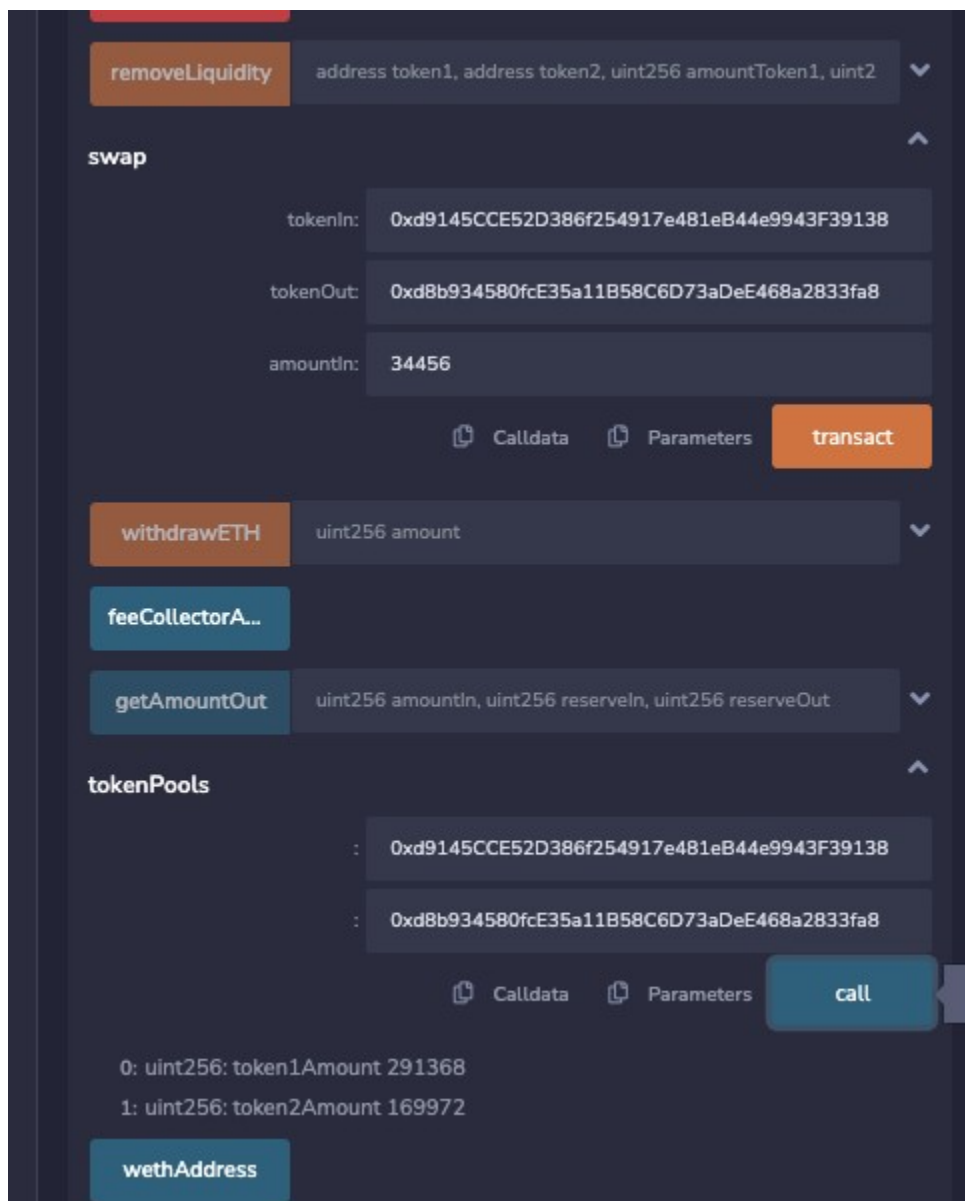 removeLiquidity address token1, address token2, uint256 amountToken1, uint2
swap
tokenIn: 0xd9145CCE52D386f254917e481eB44e9943F39138
tokenOut: 0xd8b934580fcE35a11B58C6D73aDeE468a2833fa8
amountIn: 34456
Calldata Parameters transact
withdrawETH uint256 amount
feeCollectorA...
getAmountOut uint256 amountIn, uint256 reserveIn, uint256 reserveOut
tokenPools
: 0xd9145CCE52D386f254917e481eB44e9943F39138
: 0xd8b934580fcE35a11B58C6D73aDeE468a2833fa8
Calldata Parameters call
0: uint256: token1Amount 291368
1: uint256: token2Amount 169972
wethAddress